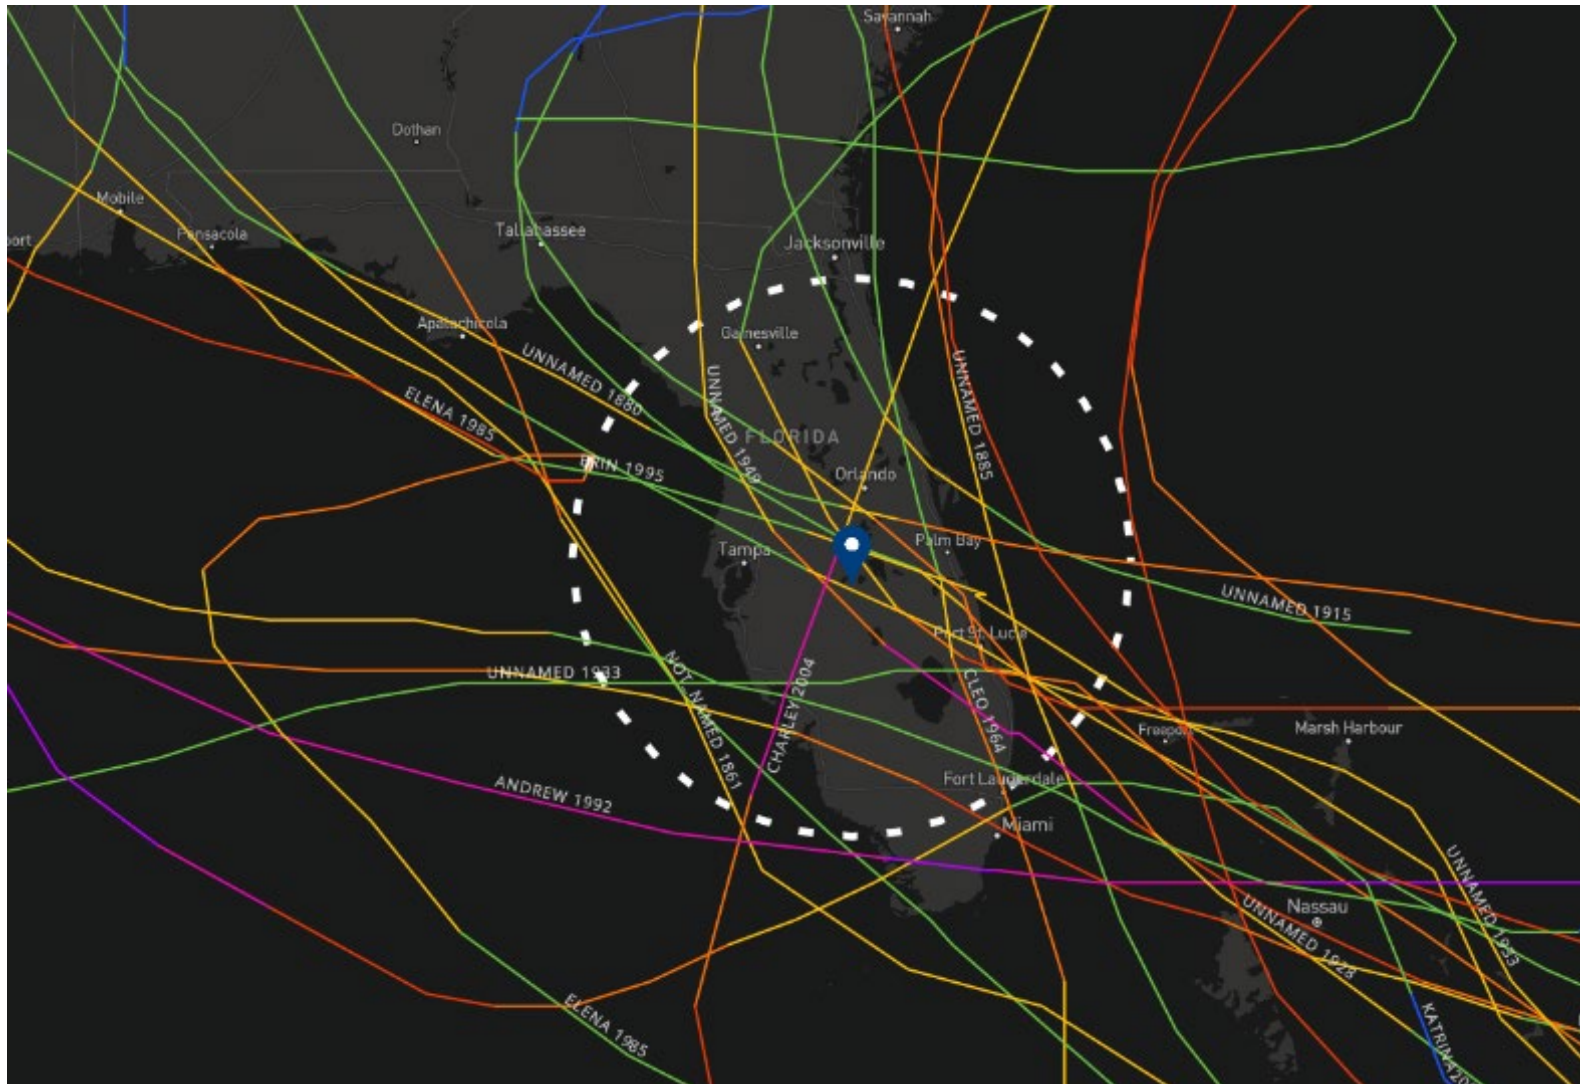 Savannah
Dothan
Mobile
Pensacola
Tallahassee
Jacksonville
port
Apalachicola
Gainesville
UNNAMED 1880
UNNAMED 1949
UNNAMED 1885
ELENA 1985
FLORIDA
ERIN 1995
Orlando
Tampa
Palm Bay
UNNAMED 1915
Port St. Lucie
UNNAMED 1933
NOT NAMED 1861
CHARLEY 2004
CLEO 1964
Freeport
Marsh Harbour
ANDREW 1992
Fort Lauderdale
Miami
Nassau
UNNAMED 1928
UNNAMED 1933
ELENA 1985
KATRINA